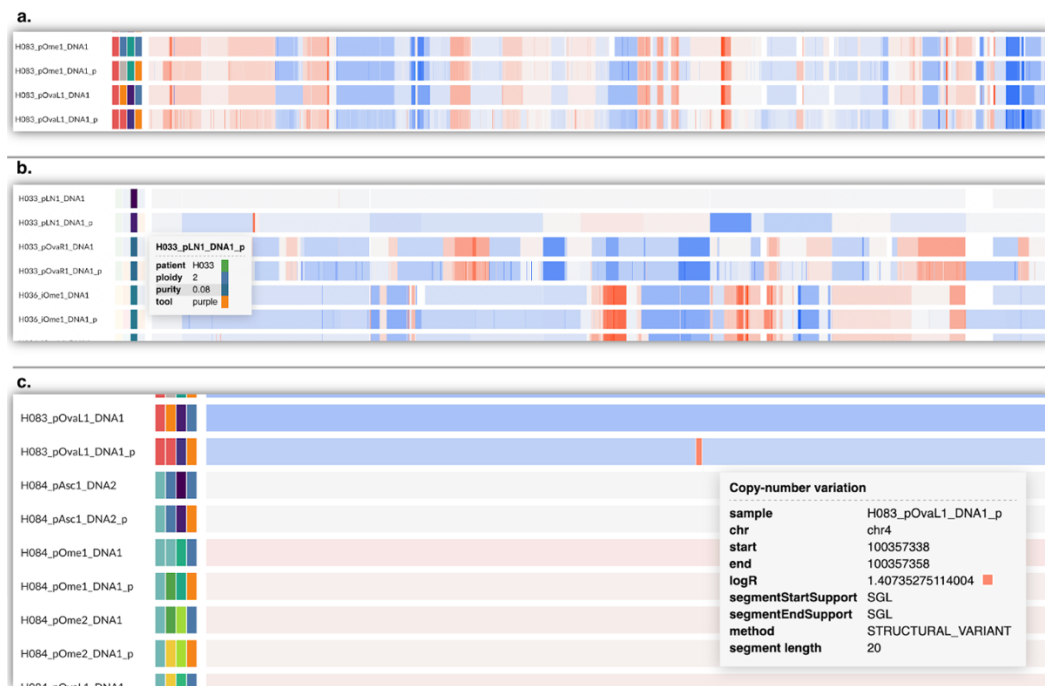 a.
H083_pOme1_DNA1
H083_pOme1_DNA1_p
H083_pOvaL1_DNA1
H083_pOvaL1_DNA1_p
b.
H033_pLN1_DNA1
H033_pLN1_DNA1_p
H033_pOvaR1_DNA1
H033_pOvaR1_DNA1_p
H036_iOme1_DNA1
H036_iOme1_DNA1_p
H033_pLN1_DNA1_p
patient H033
ploidy 2
purity 0.08
tool purple
c.
H083_pOvaL1_DNA1
H083_pOvaL1_DNA1_p
H084_pAsc1_DNA2
H084_pAsc1_DNA2_p
H084_pOme1_DNA1
H084_pOme1_DNA1_p
H084_pOme2_DNA1
H084_pOme2_DNA1_p
Copy-number variation
sample H083_pOvaL1_DNA1_p
chr chr4
start 100357338
end 100357358
logR 1.40735275114004
segmentStartSupport SGL
segmentEndSupport SGL
method STRUCTURAL_VARIANT
segment length 20